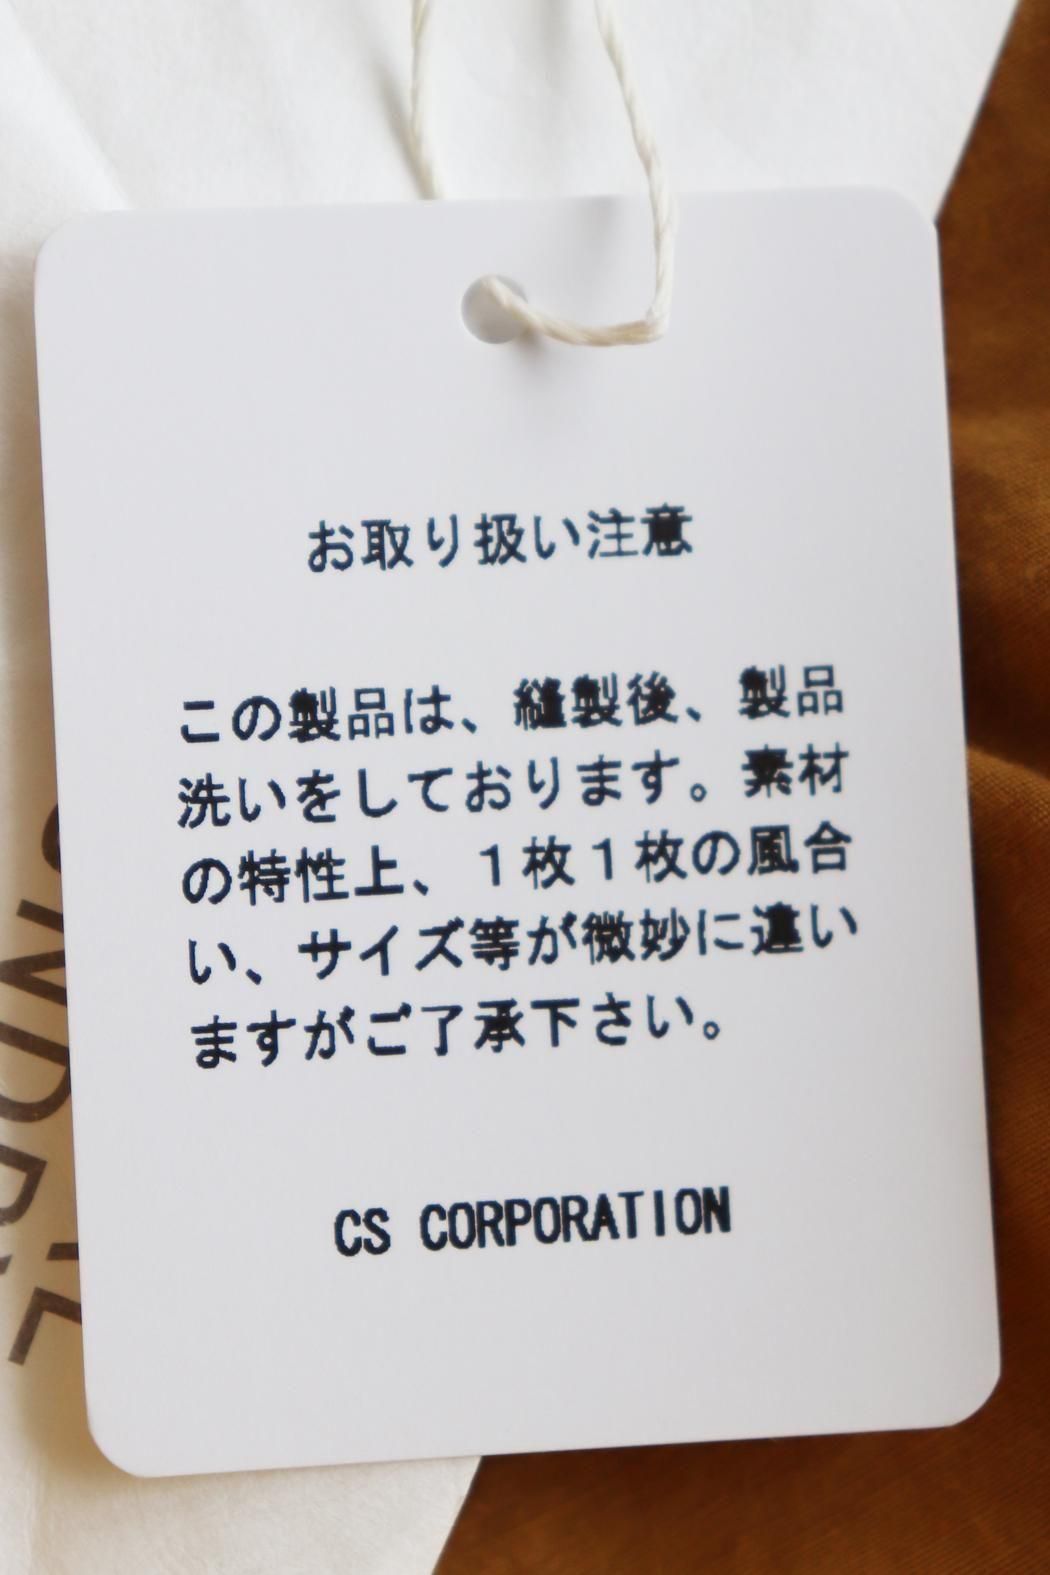 お取り扱い注意
この製品は、縫製後、製品
洗いをしております。素材
の特性上、1枚1枚の風合
い、サイズ等が微妙に違い
ますがご了承下さい。
CS CORPORATION